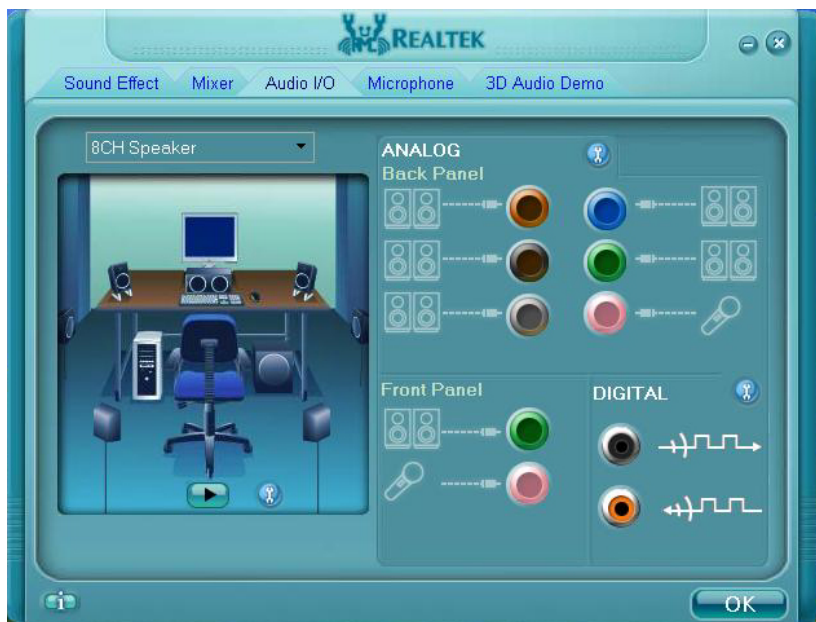 REALTEK
Sound Effect Mixer Audio I/O Microphone 3D Audio Demo
8CH Speaker
ANALOG
Back Panel
Front Panel
DIGITAL
i
OK